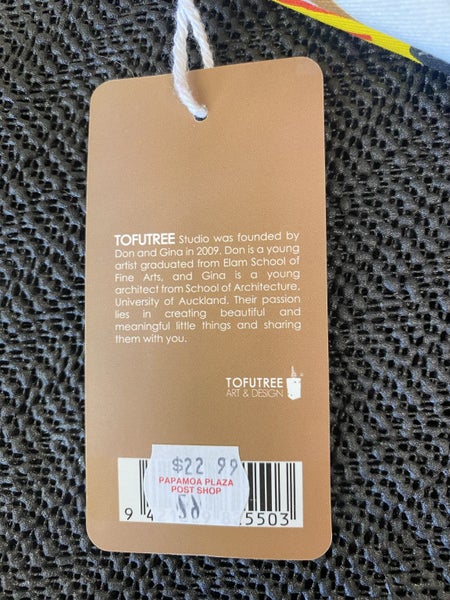 TOFUTREE Studio was founded by
Don and Gina in 2009. Don is a young
artist graduated from Elam School of
Fine Arts, and Gina is a young
architect from School of Architecture,
University of Auckland. Their passion
lies in creating beautiful and
meaningful little things and sharing
them with you.
TOFUTREE
ART & DESIGN
$22 99
PAPAMOA PLAZA
POST SHOP
58
9 5503